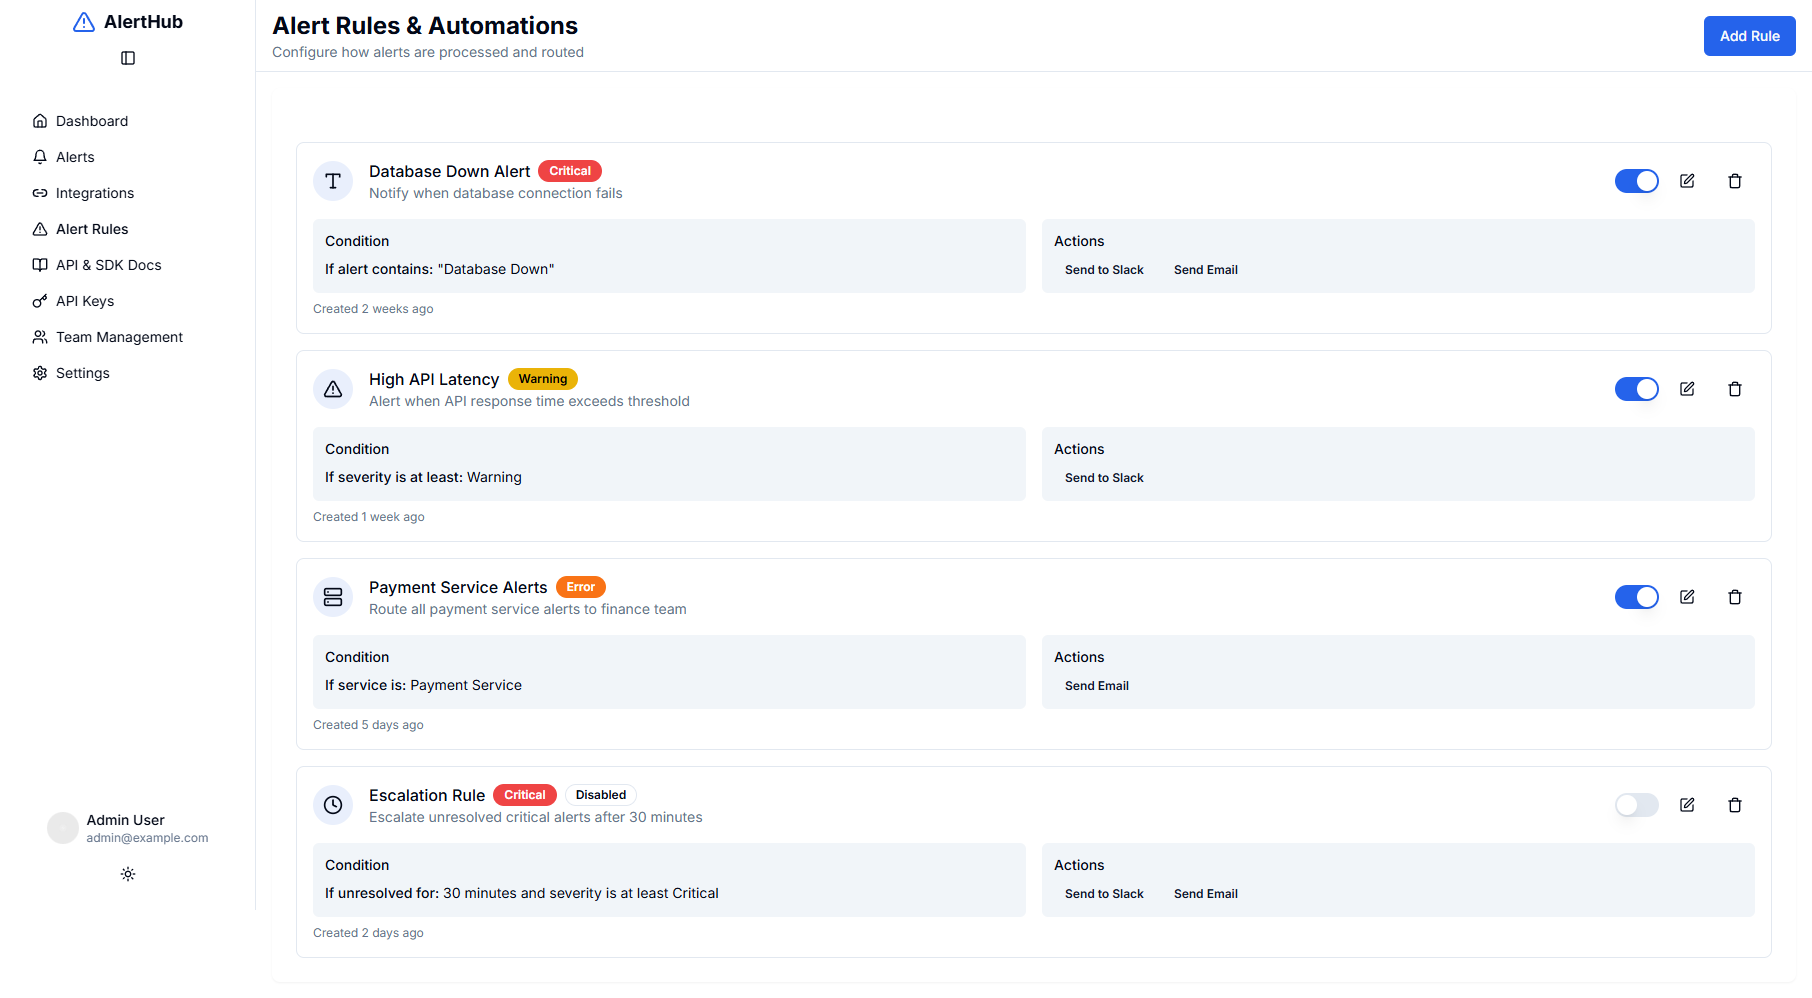 AlertHub
Dashboard
Alerts
Integrations
Alert Rules
API & SDK Docs
API Keys
Team Management
Settings
Admin User
admin@example.com
Alert Rules & Automations
Configure how alerts are processed and routed
Add Rule
Database Down Alert Critical
Notify when database connection fails
Condition
If alert contains: "Database Down"
Actions
Send to Slack Send Email
Created 2 weeks ago
High API Latency Warning
Alert when API response time exceeds threshold
Condition
If severity is at least: Warning
Actions
Send to Slack
Created 1 week ago
Payment Service Alerts Error
Route all payment service alerts to finance team
Condition
If service is: Payment Service
Actions
Send Email
Created 5 days ago
Escalation Rule Critical Disabled
Escalate unresolved critical alerts after 30 minutes
Condition
If unresolved for: 30 minutes and severity is at least Critical
Actions
Send to Slack Send Email
Created 2 days ago